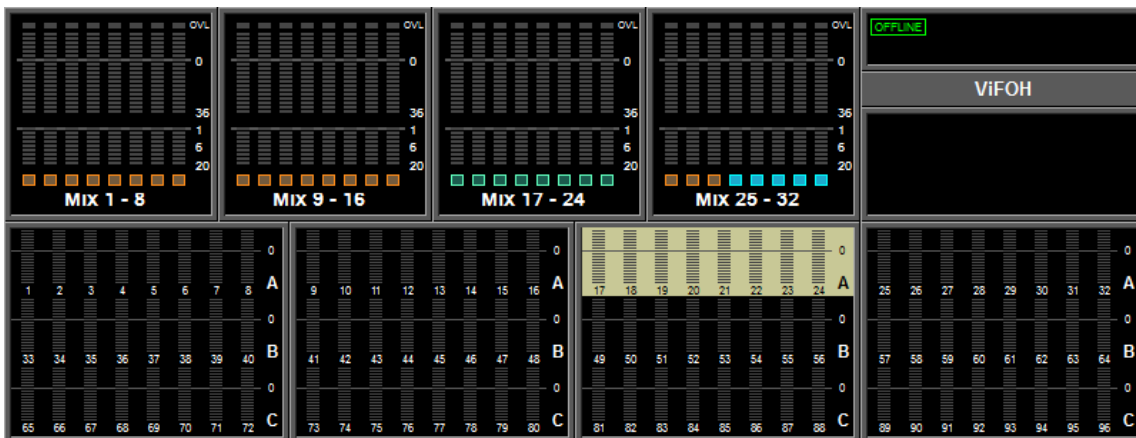 OVL OVL OVL OVL OFFLINE
0 0 0 0
ViFOH
36 36 36 36
1 1 1 1
6 6 6 6
20 20 20 20
Mix 1 - 8 Mix 9 - 16 Mix 17 - 24 Mix 25 - 32
0 0 0 0
1 2 3 4 5 6 7 8 A 9 10 11 12 13 14 15 16 A 17 18 19 20 21 22 23 24 A 25 26 27 28 29 30 31 32 A
0 0 0 0
33 34 35 36 37 38 39 40 B 41 42 43 44 45 46 47 48 B 49 50 51 52 53 54 55 56 B 57 58 59 60 61 62 63 64 B
0 0 0 0
65 66 67 68 69 70 71 72 C 73 74 75 76 77 78 79 80 C 81 82 83 84 85 86 87 88 C 89 90 91 92 93 94 95 96 C